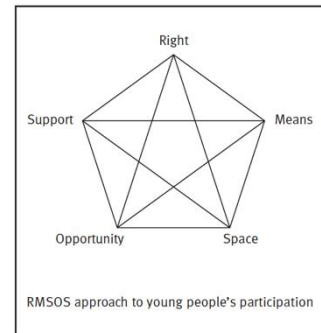 Right
Support Means
Opportunity Space
RMSOS approach to young people's participation